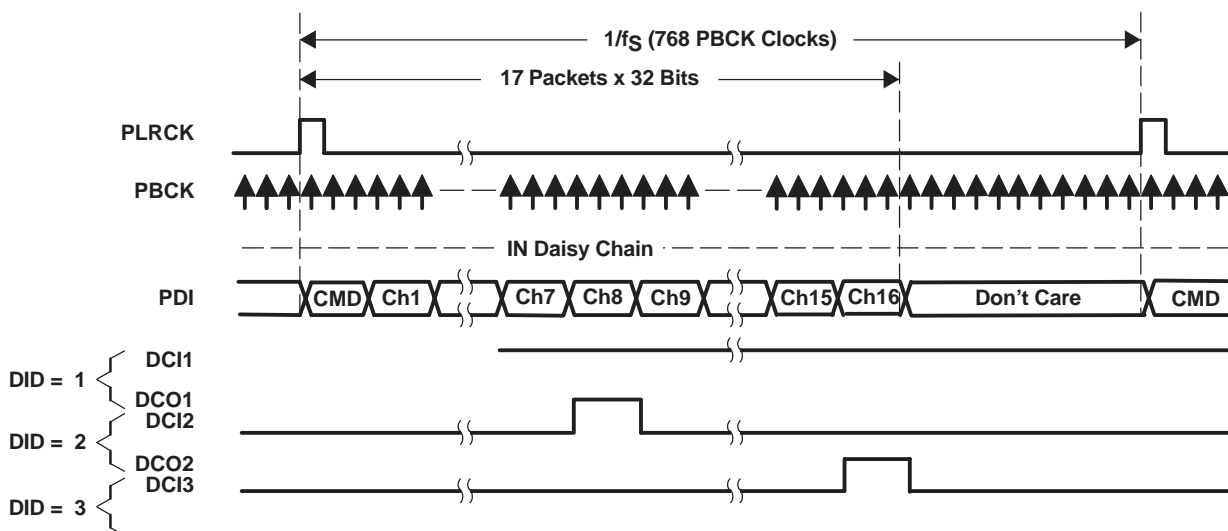 1/fS (768 PBCK Clocks)
17 Packets x 32 Bits
PLRCK
PBCK
IN Daisy Chain
PDI CMD Ch1 Ch7 Ch8 Ch9 Ch15 Ch16 Don't Care CMD
DCI1
DID = 1
DCO1
DCI2
DID = 2
DCO2
DCI3
DID = 3